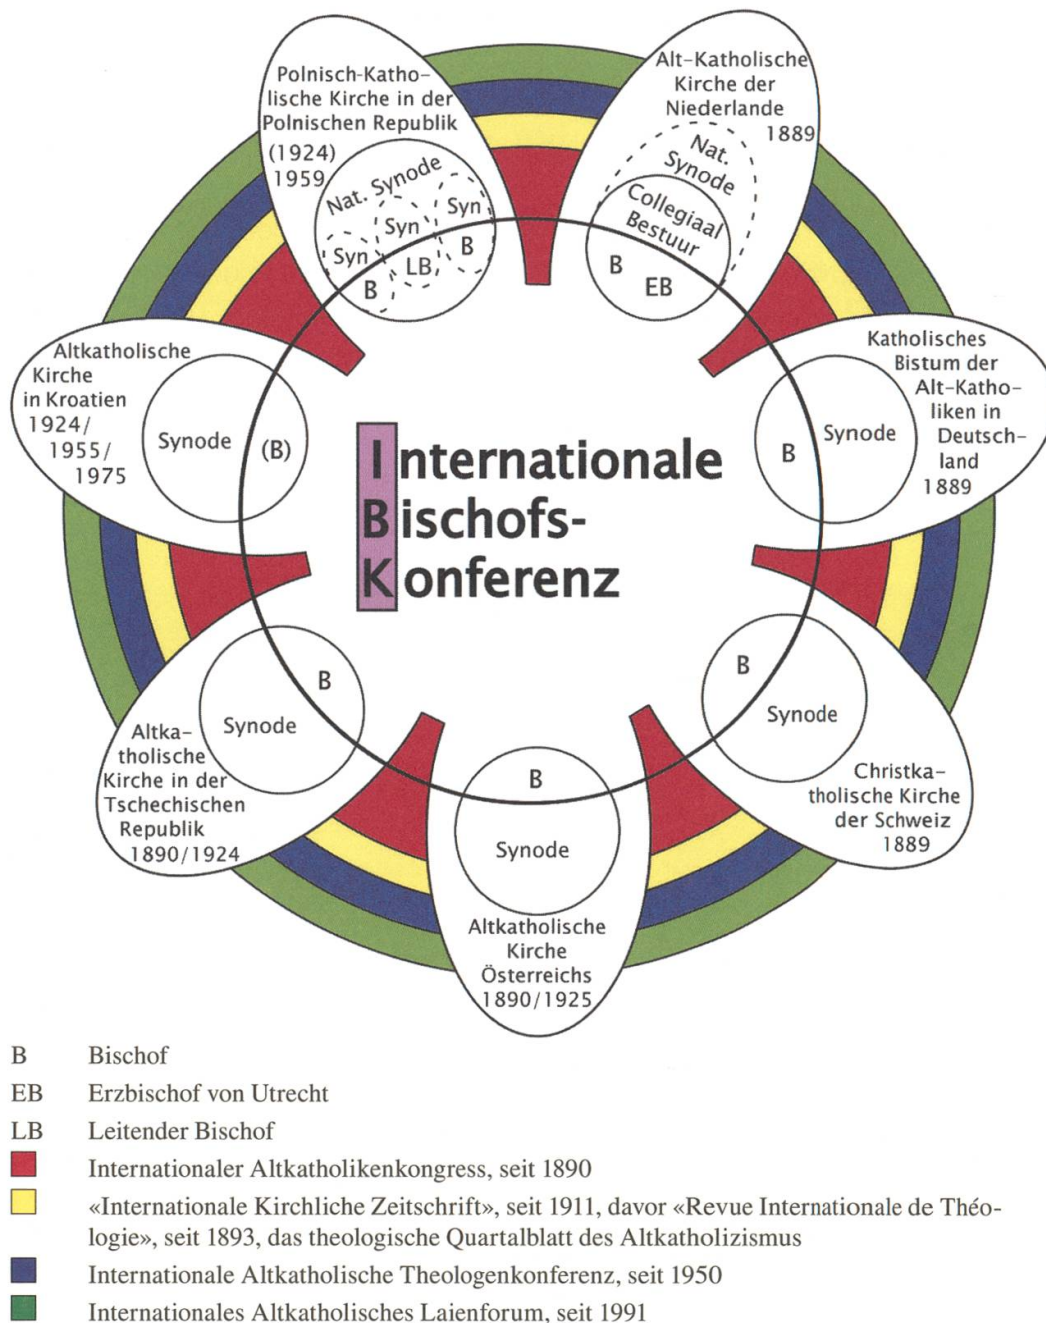 Polnisch-Katho-
lische Kirche in der
Polnischen Republik
(1924)
1959
Nat. Synode
Syn
Syn
Syn
B
LB
B
Alt-Katholische
Kirche der
Niederlande
1889
Nat.
Synode
Collegiaal
Bestuur
B
EB
Altkatholische
Kirche
in Kroatien
1924/
1955/
1975
Synode
(B)
Katholisches
Bistum der
Alt-Katho-
liken in
Deutsch-
land
1889
B
Synode
Internationale
Bischofs-
Konferenz
B
Synode
Altka-
tholische
Kirche in der
Tschechischen
Republik
1890/1924
B
Synode
Christka-
tholische Kirche
der Schweiz
1889
B
Synode
Altkatholische
Kirche
Österreichs
1890/1925
B Bischof
EB Erzbischof von Utrecht
LB Leitender Bischof
Internationaler Altkatholikenkongress, seit 1890
«Internationale Kirchliche Zeitschrift», seit 1911, davor «Revue Internationale de Théo-
logie», seit 1893, das theologische Quartalblatt des Altkatholizismus
Internationale Altkatholische Theologenkonferenz, seit 1950
Internationales Altkatholisches Laienforum, seit 1991